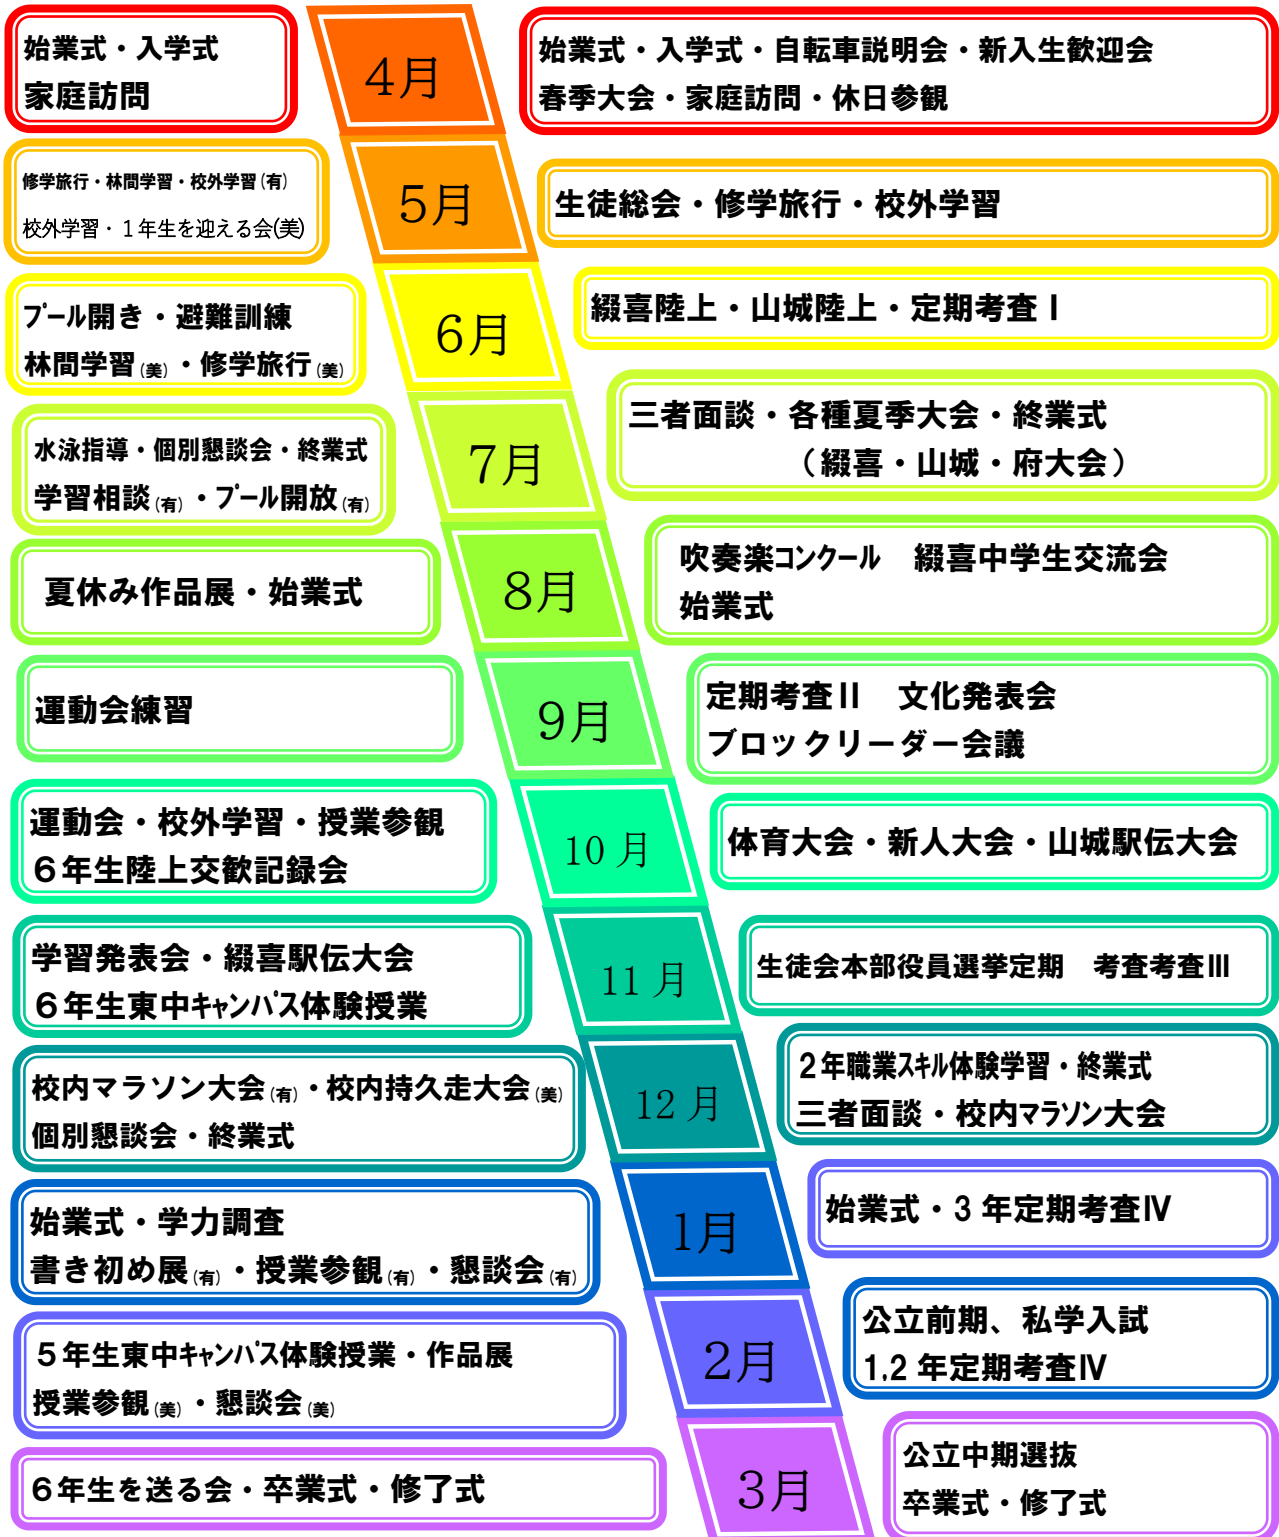 始業式・入学式
家庭訪問
4月
始業式・入学式・自転車説明会・新入生歓迎会
春季大会・家庭訪問・休日参観
修学旅行・林間学習・校外学習(有)
校外学習・1年生を迎える会(美)
5月
生徒総会・修学旅行・校外学習
プール開き・避難訓練
林間学習(美)・修学旅行(美)
6月
綴喜陸上・山城陸上・定期考査Ⅰ
水泳指導・個別懇談会・終業式
学習相談(有)・プール開放(有)
7月
三者面談・各種夏季大会・終業式
（綴喜・山城・府大会）
夏休み作品展・始業式
8月
吹奏楽コンクール　綴喜中学生交流会
始業式
運動会練習
9月
定期考査Ⅱ　文化発表会
ブロックリーダー会議
運動会・校外学習・授業参観
６年生陸上交歓記録会
10月
体育大会・新人大会・山城駅伝大会
学習発表会・綴喜駅伝大会
６年生東中キャンパス体験授業
11月
生徒会本部役員選挙定期　考査考査Ⅲ
校内マラソン大会(有)・校内持久走大会(美)
個別懇談会・終業式
12月
２年職業スキル体験学習・終業式
三者面談・校内マラソン大会
始業式・学力調査
書き初め展(有)・授業参観(有)・懇談会(有)
1月
始業式・3年定期考査Ⅳ
５年生東中キャンパス体験授業・作品展
授業参観(美)・懇談会(美)
2月
公立前期、私学入試
1,2年定期考査Ⅳ
６年生を送る会・卒業式・修了式
3月
公立中期選抜
卒業式・修了式